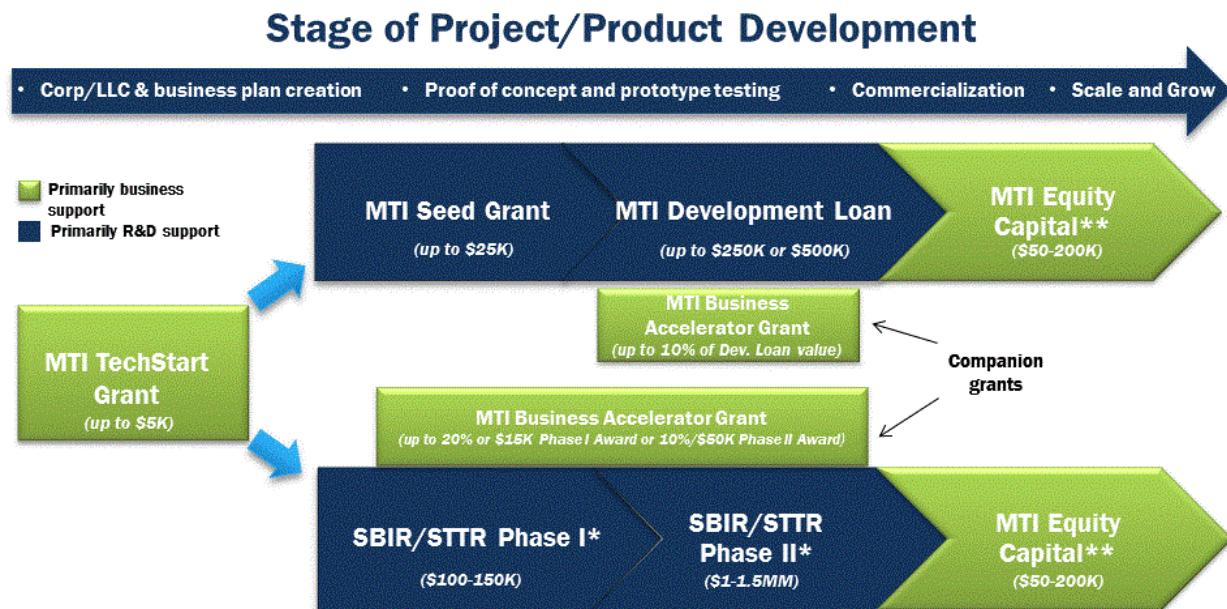 Stage of Project/Product Development
• Corp/LLC & business plan creation • Proof of concept and prototype testing • Commercialization • Scale and Grow
Primarily business
support
Primarily R&D support
MTI Seed Grant
(up to $25K)
MTI Development Loan
(up to $250K or $500K)
MTI Equity
Capital**
($50-200K)
MTI TechStart
Grant
(up to $5K)
MTI Business
Accelerator Grant
(up to 10% of Dev. Loan value)
Companion
grants
MTI Business Accelerator Grant
(up to 20% or $15K Phase I Award or 10%/$50K Phase II Award)
SBIR/STTR Phase I*
($100-150K)
SBIR/STTR
Phase II*
($1-1.5MM)
MTI Equity
Capital**
($50-200K)